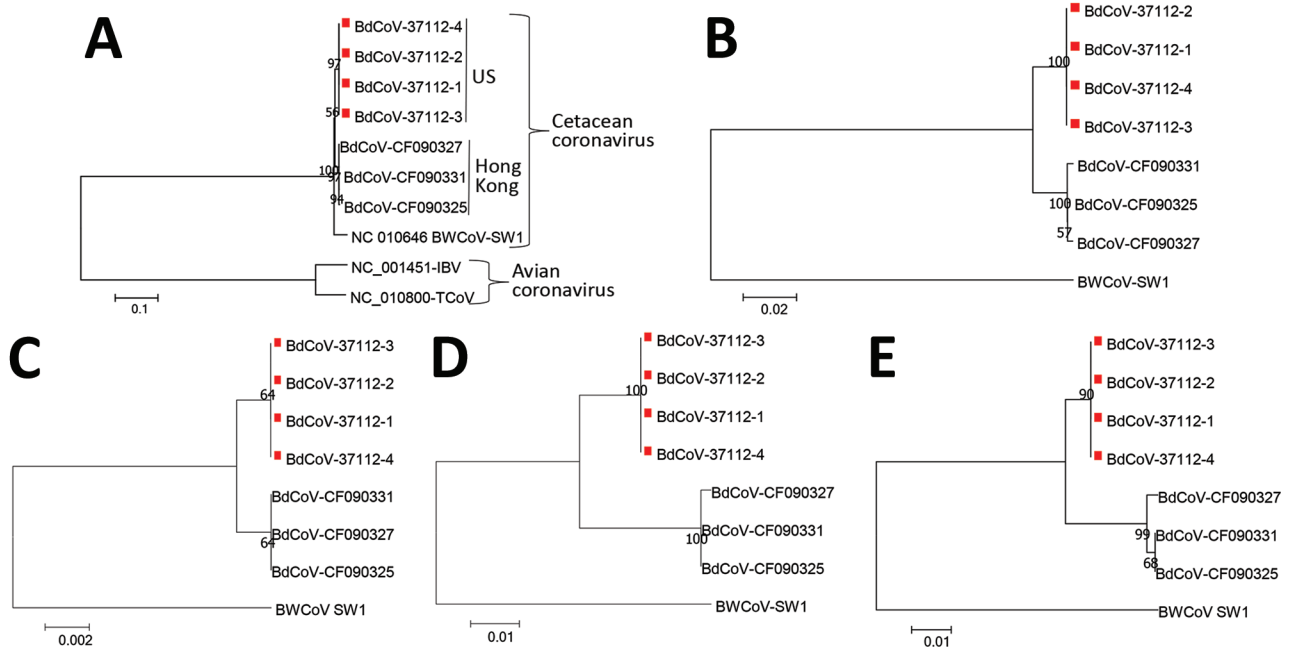 A
BdCoV-37112-4
BdCoV-37112-2
BdCoV-37112-1
BdCoV-37112-3
US
BdCoV-CF090327
BdCoV-CF090331
BdCoV-CF090325
Hong
Kong
NC 010646 BWCoV-SW1
Cetacean
coronavirus
NC_001451-IBV
NC_010800-TCoV
Avian
coronavirus
97
56
100
97
94
0.1
B
BdCoV-37112-2
BdCoV-37112-1
BdCoV-37112-4
BdCoV-37112-3
BdCoV-CF090331
BdCoV-CF090325
BdCoV-CF090327
BWCoV-SW1
100
100
57
0.02
C
BdCoV-37112-3
BdCoV-37112-2
BdCoV-37112-1
BdCoV-37112-4
BdCoV-CF090331
BdCoV-CF090327
BdCoV-CF090325
BWCoV SW1
64
64
0.002
D
BdCoV-37112-3
BdCoV-37112-2
BdCoV-37112-1
BdCoV-37112-4
BdCoV-CF090327
BdCoV-CF090331
BdCoV-CF090325
BWCoV-SW1
100
100
0.01
E
BdCoV-37112-3
BdCoV-37112-2
BdCoV-37112-1
BdCoV-37112-4
BdCoV-CF090327
BdCoV-CF090331
BdCoV-CF090325
BWCoV SW1
90
99
68
0.01